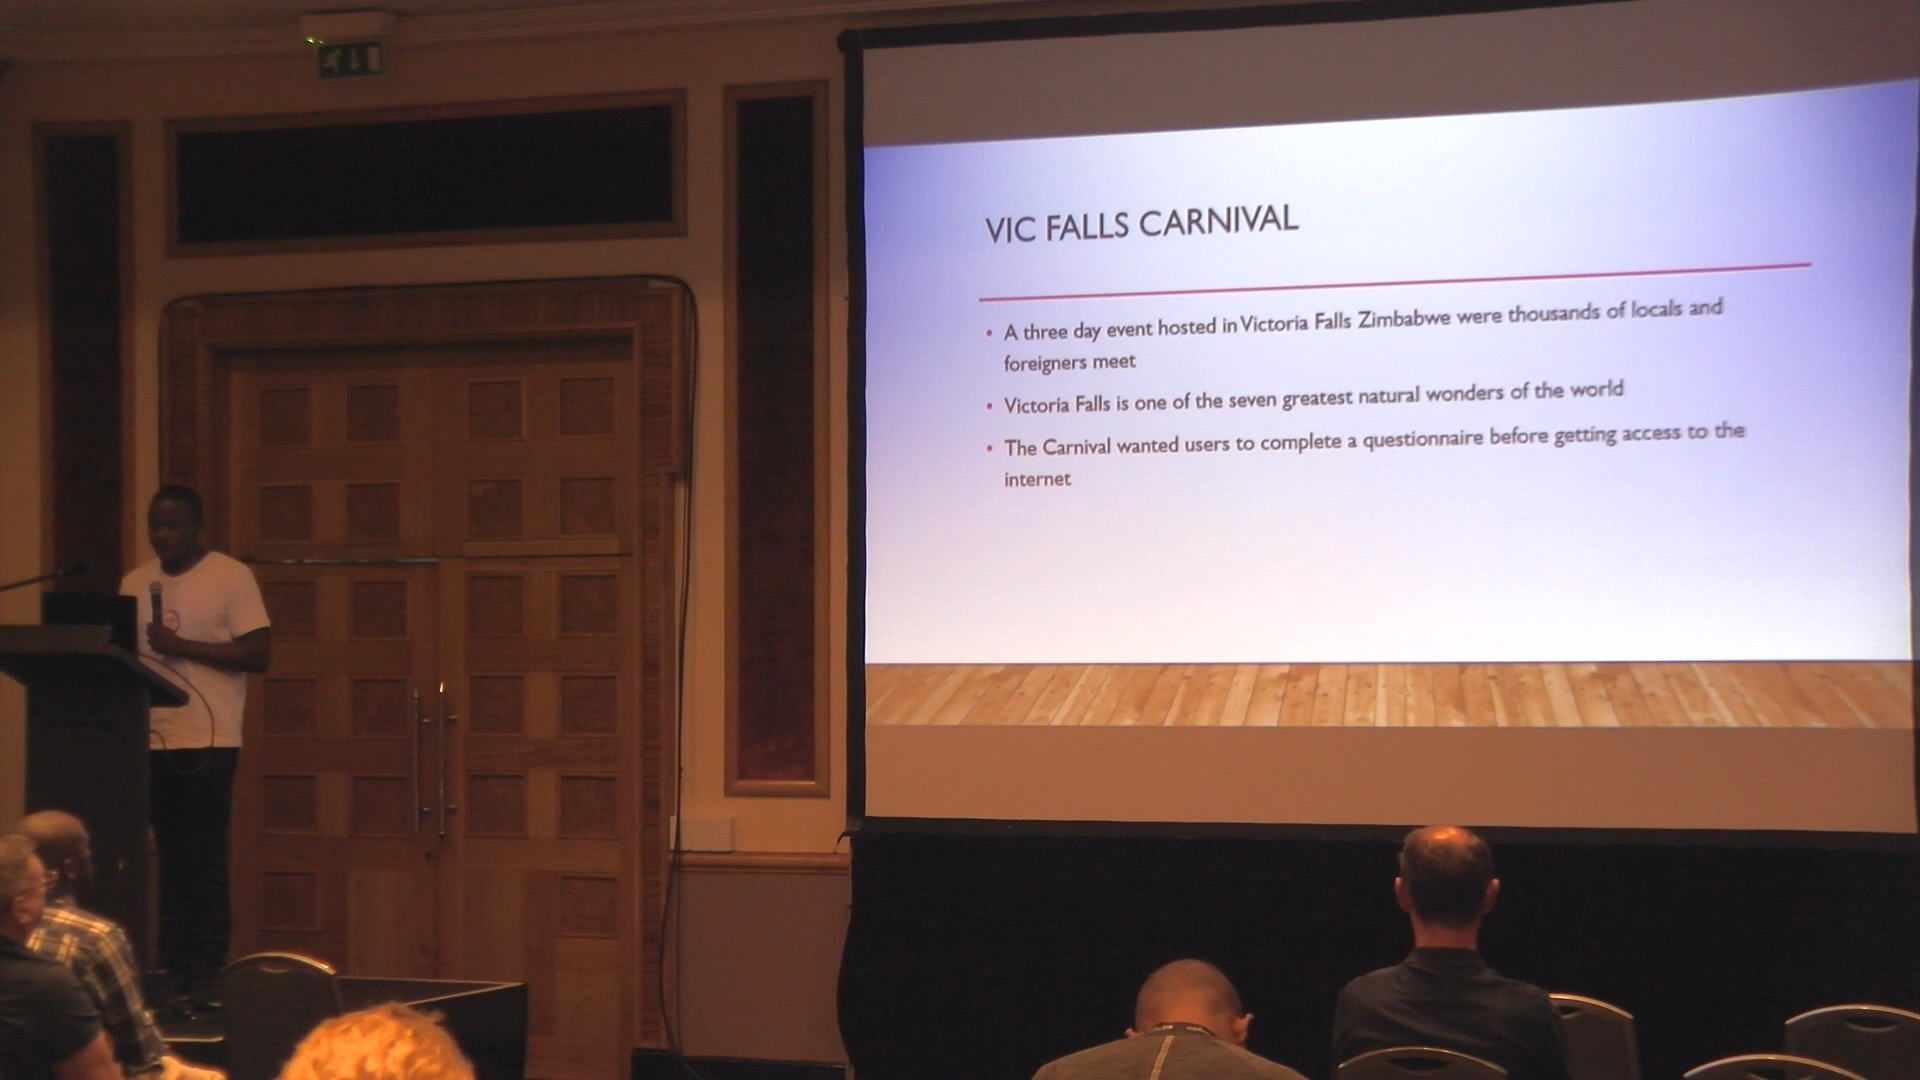 VIC FALLS CARNIVAL
• A three day event hosted in Victoria Falls Zimbabwe were thousands of locals and
foreigners meet
• Victoria Falls is one of the seven greatest natural wonders of the world
• The Carnival wanted users to complete a questionnaire before getting access to the
internet